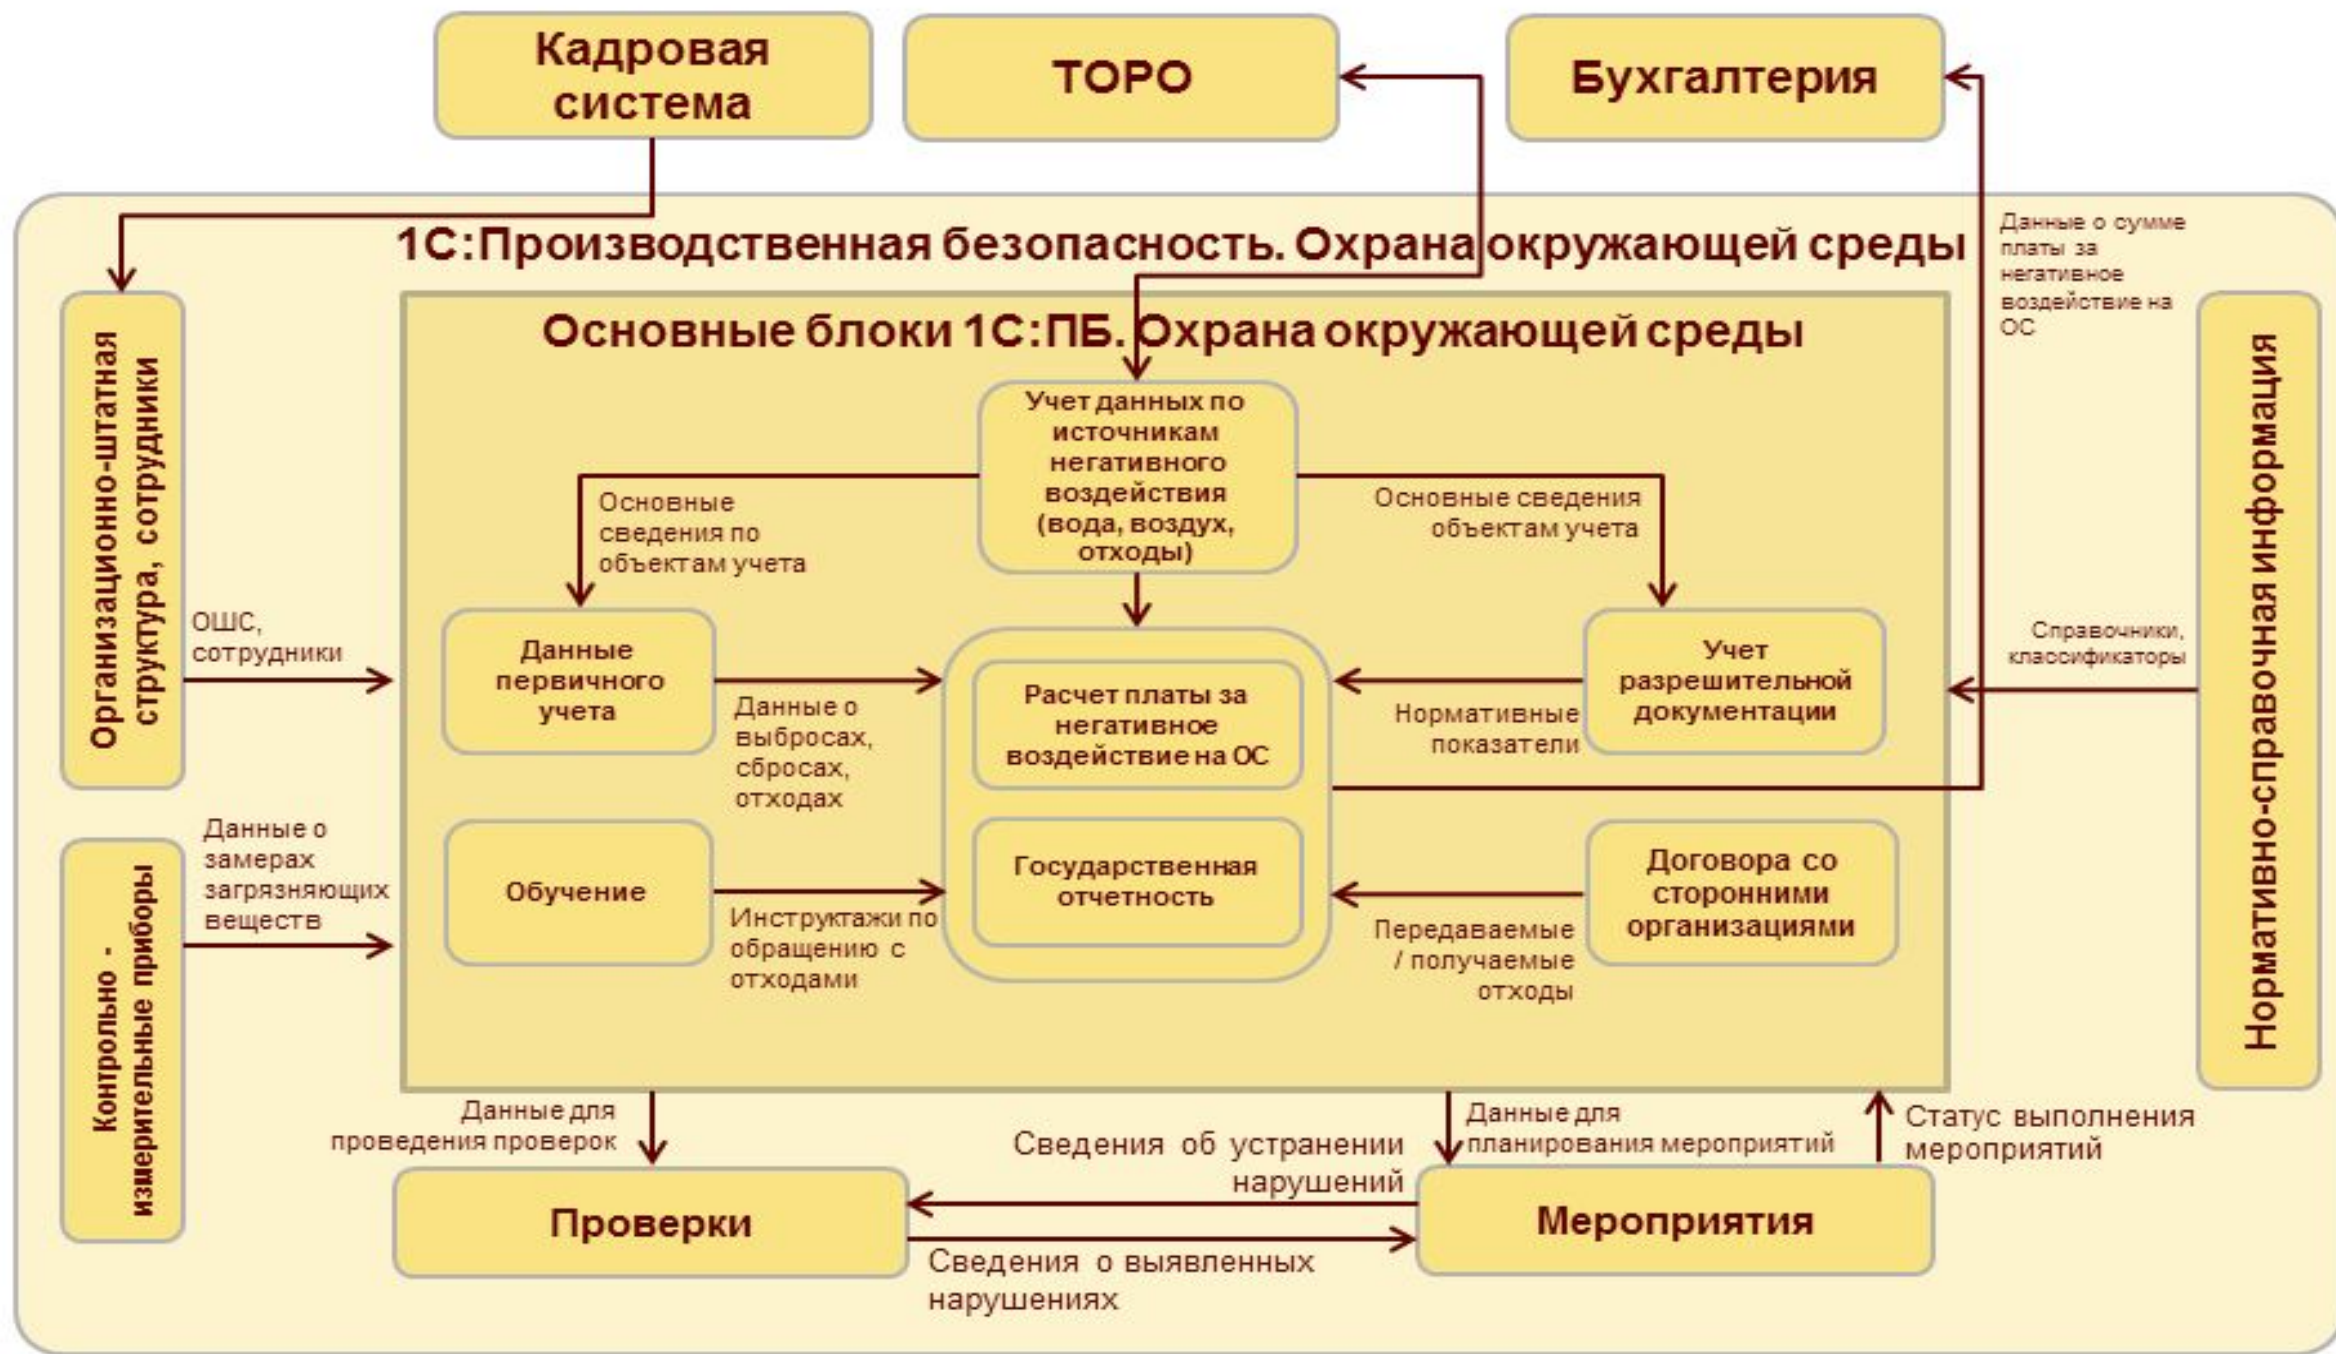 Кадровая
система
ТОРО
Бухгалтерия
1С:Производственная безопасность. Охрана окружающей среды
Данные о сумме
платы за
негативное
воздействие на
ОС
Основные блоки 1С:ПБ. Охрана окружающей среды
Организационно-штатная
структура, сотрудники
ОШС,
сотрудники
Контрольно -
измерительные приборы
Данные о
замерах
загрязняющих
веществ
Учет данных по
источникам
негативного
воздействия
(вода, воздух,
отходы)
Основные
сведения по
объектам учета
Основные сведения
объектам учета
Данные
первичного
учета
Данные о
выбросах,
сбросах,
отходах
Расчет платы за
негативное
воздействие на ОС
Нормативные
показатели
Учет
разрешительной
документации
Обучение
Инструктажи по
обращению с
отходами
Государственная
отчетность
Передаваемые
/ получаемые
отходы
Договора со
сторонними
организациями
Справочники,
классификаторы
Нормативно-справочная информация
Данные для
проведения проверок
Сведения об устранении
нарушений
Данные для
планирования мероприятий
Статус выполнения
мероприятий
Проверки
Сведения о выявленных
нарушениях
Мероприятия